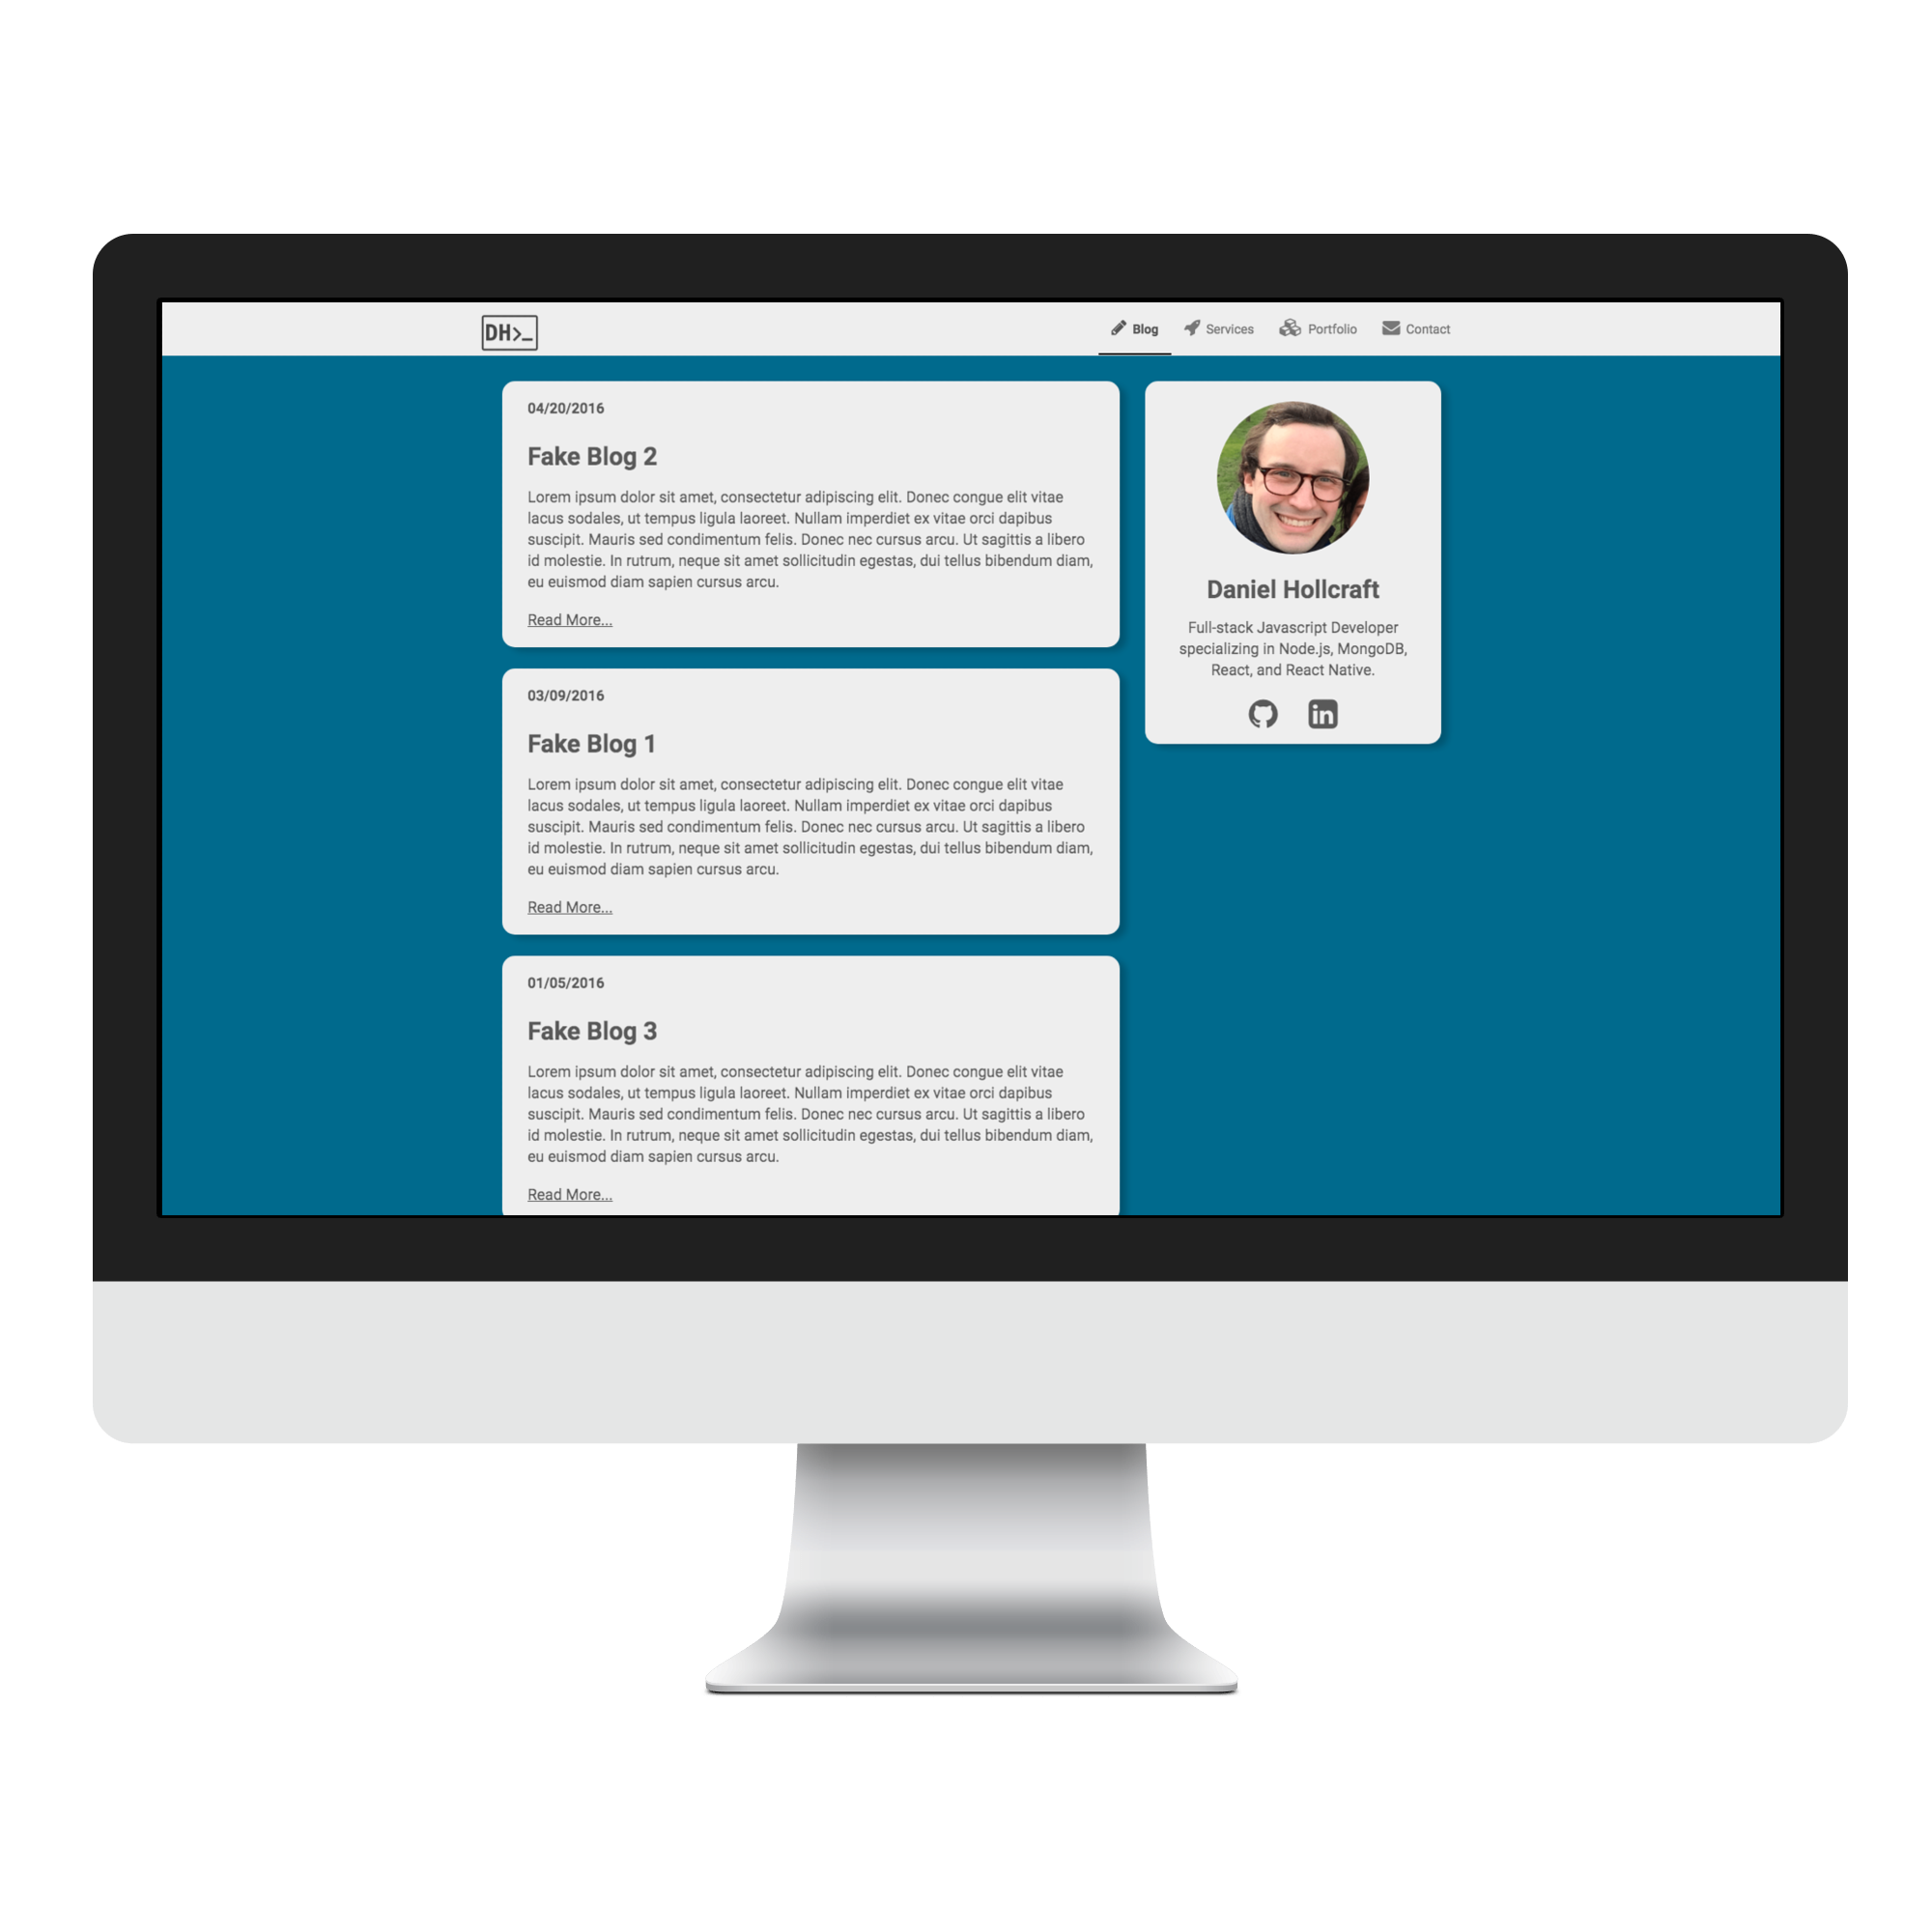 DH>_
Blog
Services
Portfolio
Contact
04/20/2016
Fake Blog 2
Lorem ipsum dolor sit amet, consectetur adipiscing elit. Donec congue elit vitae
lacus sodales, ut tempus ligula laoreet. Nullam imperdiet ex vitae orci dapibus
suscipit. Mauris sed condimentum felis. Donec nec cursus arcu. Ut sagittis a libero
id molestie. In rutrum, neque sit amet sollicitudin egestas, dui tellus bibendum diam,
eu euismod diam sapien cursus arcu.
Read More...
03/09/2016
Fake Blog 1
Lorem ipsum dolor sit amet, consectetur adipiscing elit. Donec congue elit vitae
lacus sodales, ut tempus ligula laoreet. Nullam imperdiet ex vitae orci dapibus
suscipit. Mauris sed condimentum felis. Donec nec cursus arcu. Ut sagittis a libero
id molestie. In rutrum, neque sit amet sollicitudin egestas, dui tellus bibendum diam,
eu euismod diam sapien cursus arcu.
Read More...
01/05/2016
Fake Blog 3
Lorem ipsum dolor sit amet, consectetur adipiscing elit. Donec congue elit vitae
lacus sodales, ut tempus ligula laoreet. Nullam imperdiet ex vitae orci dapibus
suscipit. Mauris sed condimentum felis. Donec nec cursus arcu. Ut sagittis a libero
id molestie. In rutrum, neque sit amet sollicitudin egestas, dui tellus bibendum diam,
eu euismod diam sapien cursus arcu.
Read More...
Daniel Hollcraft
Full-stack Javascript Developer
specializing in Node.js, MongoDB,
React, and React Native.
in